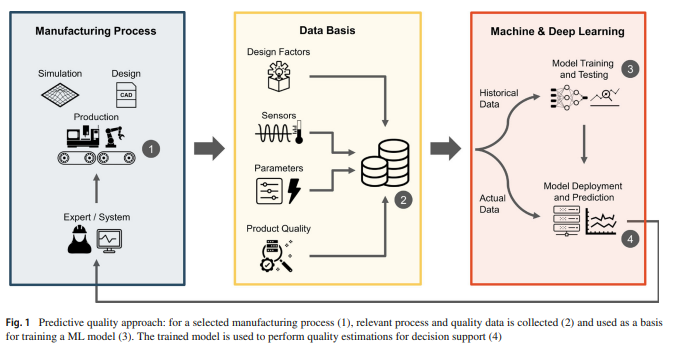 Manufacturing Process
Simulation
Design
CAD
Production
1
Expert / System
Data Basis
Design Factors
Sensors
Parameters
2
Product Quality
Machine & Deep Learning
Model Training
and Testing
3
Historical
Data
Actual
Data
Model Deployment
and Prediction
4
Fig. 1 Predictive quality approach: for a selected manufacturing process (1), relevant process and quality data is collected (2) and used as a basis
for training a ML model (3). The trained model is used to perform quality estimations for decision support (4)